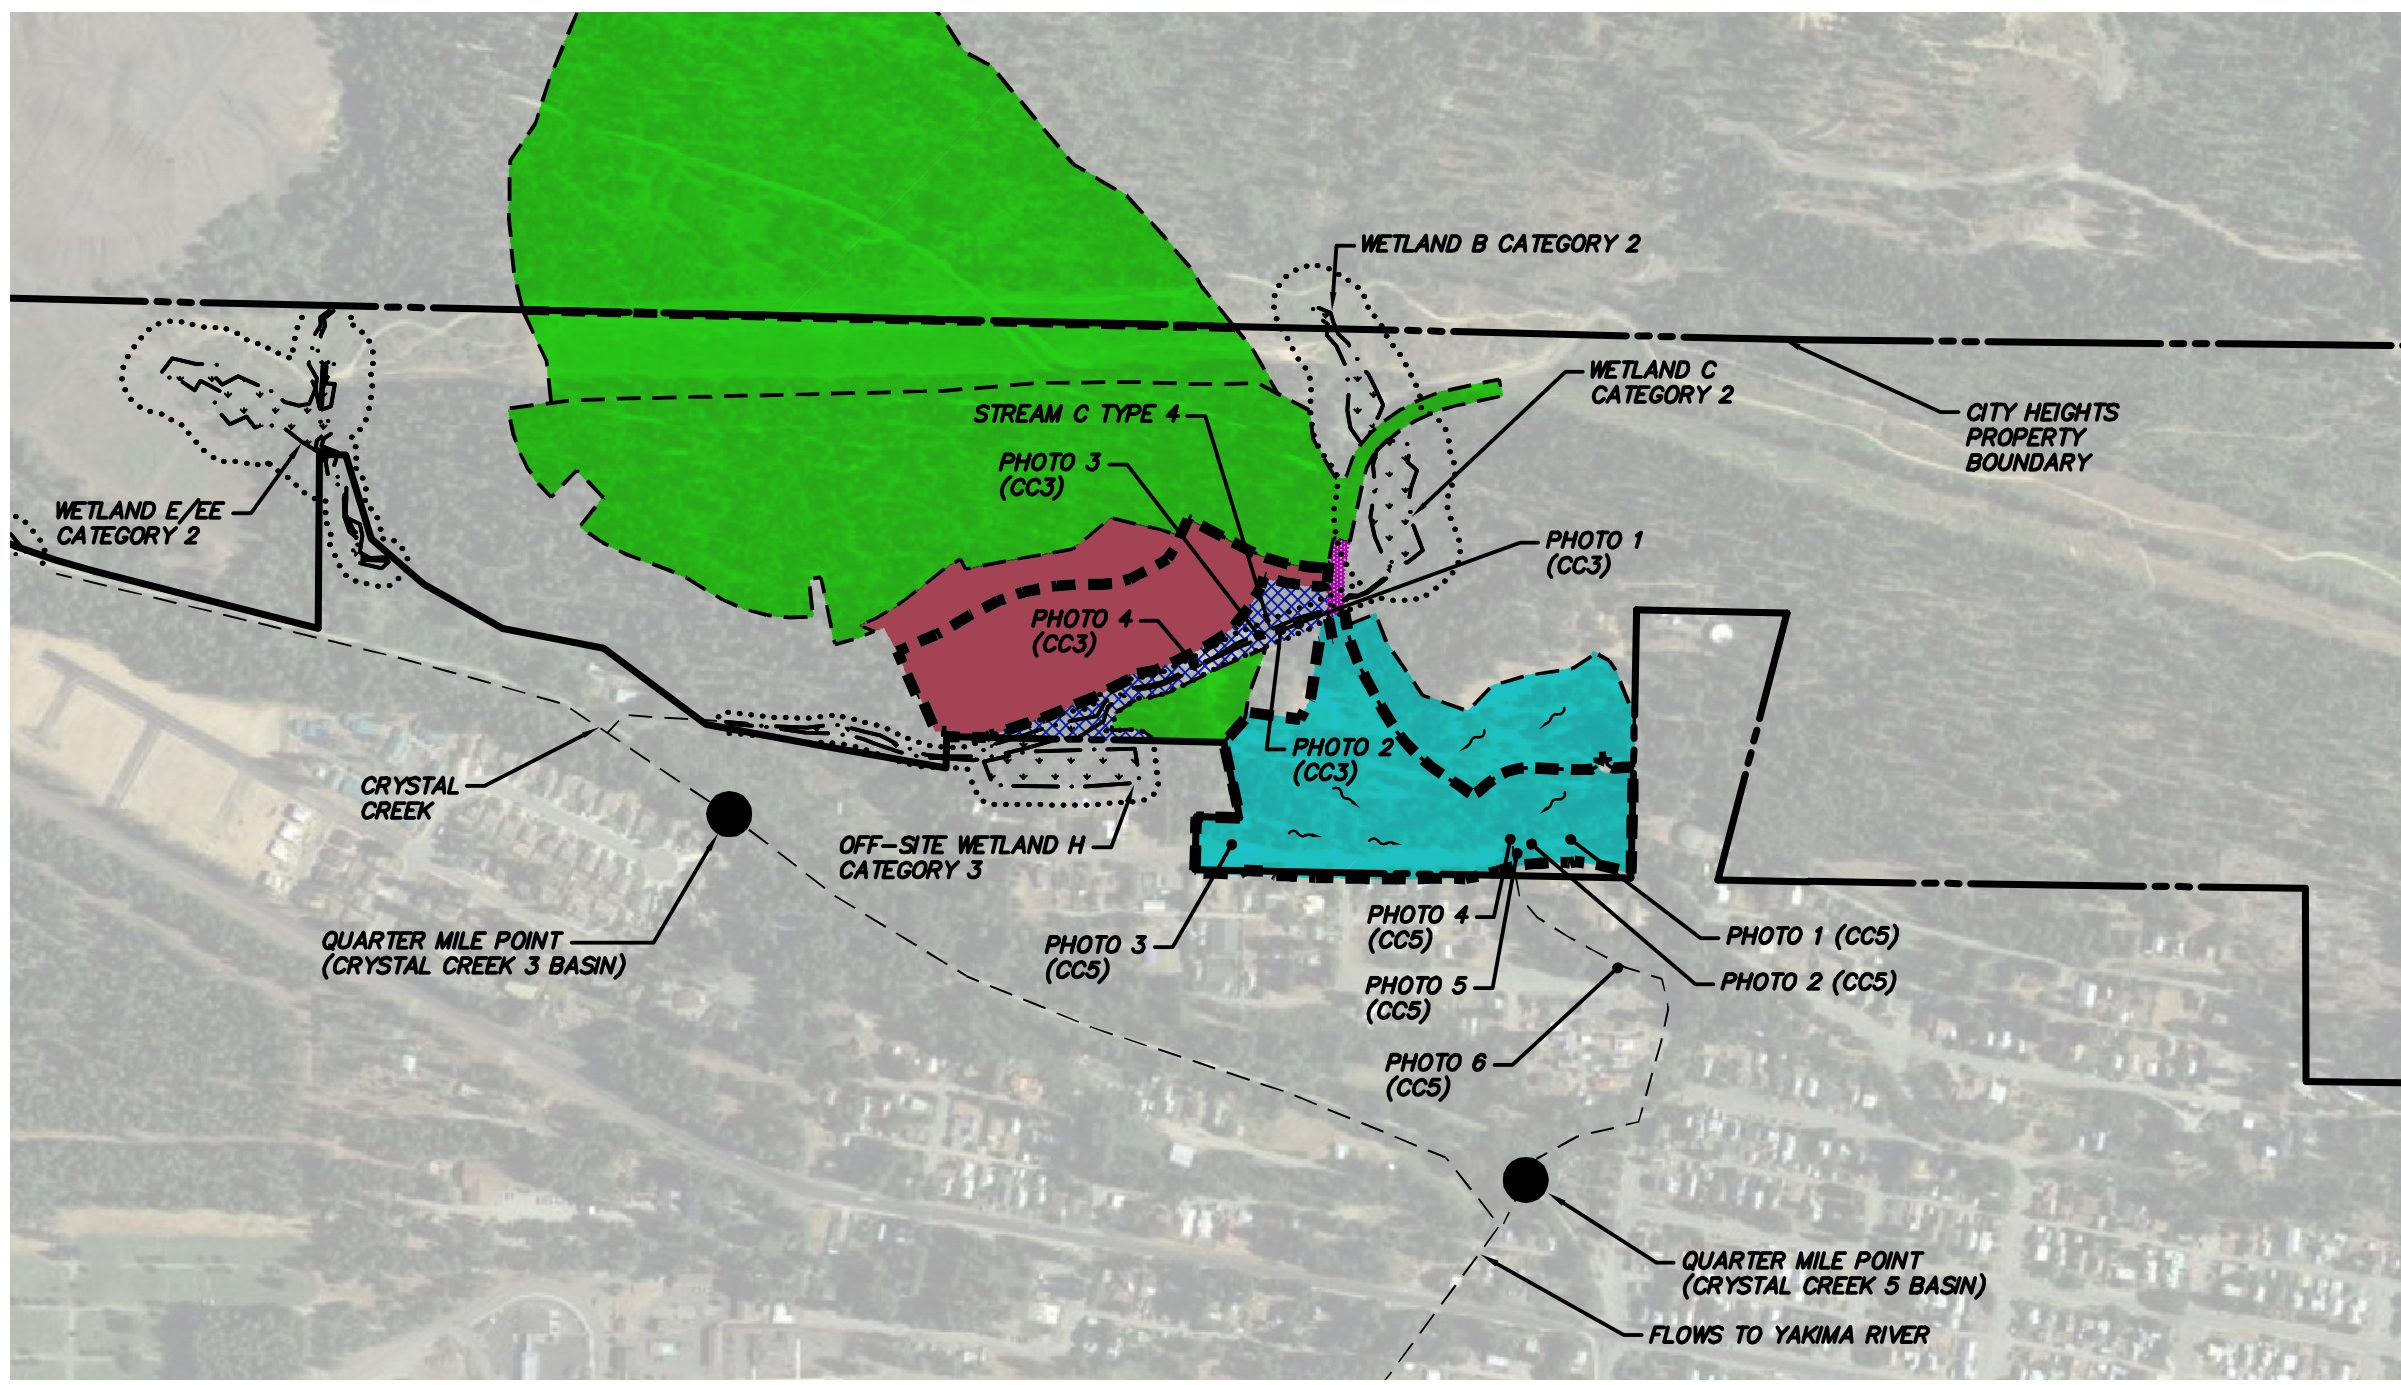 WETLAND B CATEGORY 2
WETLAND C
CATEGORY 2
STREAM C TYPE 4
CITY HEIGHTS
PROPERTY
BOUNDARY
PHOTO 3
(CC3)
WETLAND E/EE
CATEGORY 2
PHOTO 1
(CC3)
PHOTO 4
(CC3)
PHOTO 2
(CC3)
CRYSTAL
CREEK
OFF-SITE WETLAND H
CATEGORY 3
QUARTER MILE POINT
(CRYSTAL CREEK 3 BASIN)
PHOTO 3
(CC5)
PHOTO 4
(CC5)
PHOTO 1 (CC5)
PHOTO 5
(CC5)
PHOTO 2 (CC5)
PHOTO 6
(CC5)
QUARTER MILE POINT
(CRYSTAL CREEK 5 BASIN)
FLOWS TO YAKIMA RIVER